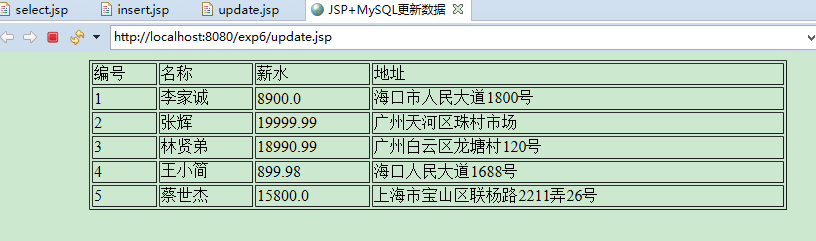 select.jsp insert.jsp update.jsp JSP+MySQL更新数据
http://localhost:8080/exp6/update.jsp
编号 名称 薪水 地址
1 李家诚 8900.0 海口市人民大道1800号
2 张辉 19999.99 广州天河区珠村市场
3 林贤弟 18990.99 广州白云区龙塘村120号
4 王小简 899.98 海口人民大道1688号
5 蔡世杰 15800.0 上海市宝山区联杨路2211弄26号